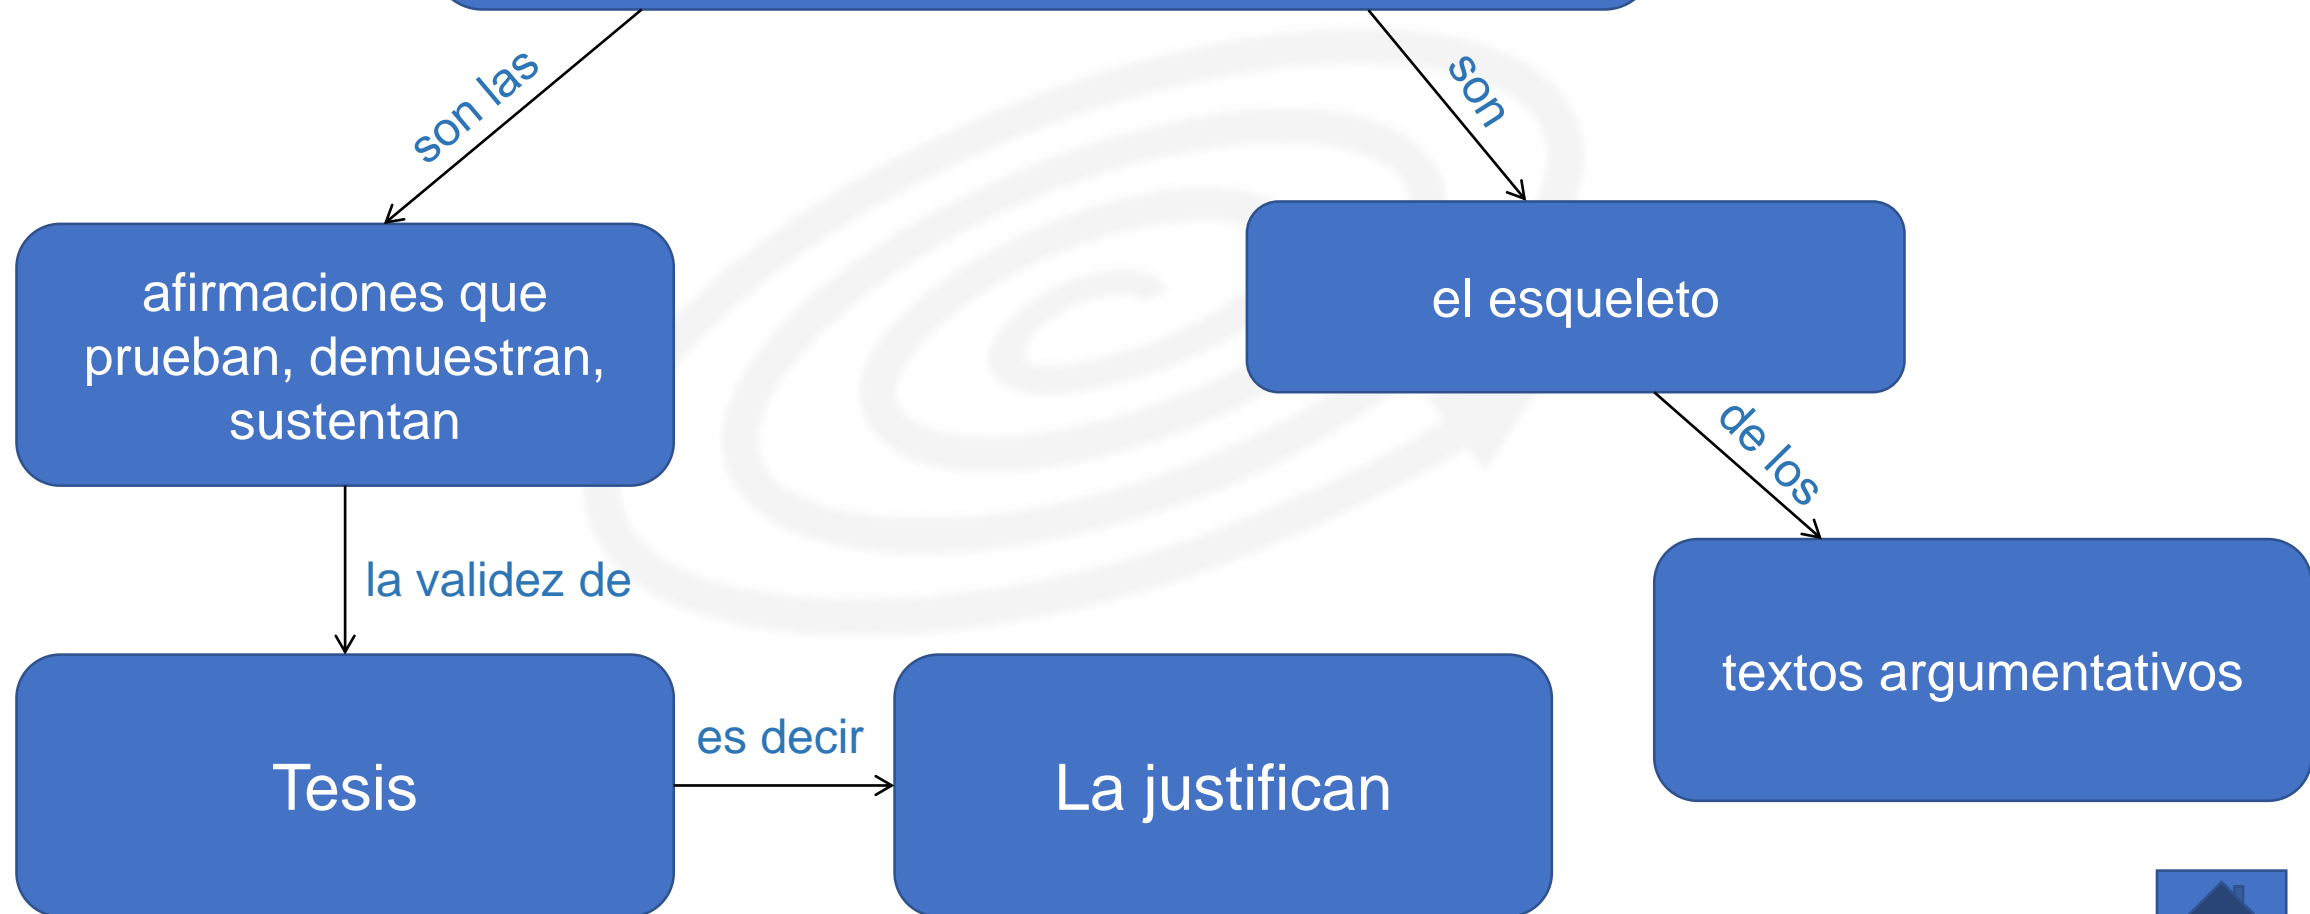 son las
son
afirmaciones que
prueban, demuestran,
sustentan
el esqueleto
de los
la validez de
textos argumentativos
Tesis
es decir
La justifican